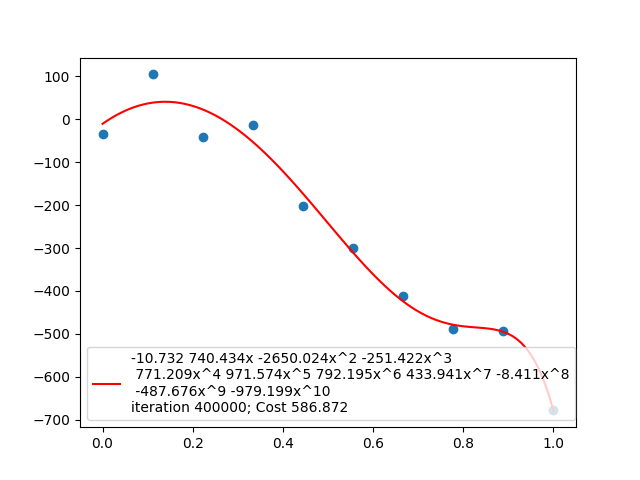 100
0
−100
−200
−300
−400
−500
−600
−700
-10.732 740.434x -2650.024x^2 -251.422x^3
771.209x^4 971.574x^5 792.195x^6 433.941x^7 -8.411x^8
-487.676x^9 -979.199x^10
iteration 400000; Cost 586.872
0.0 0.2 0.4 0.6 0.8 1.0